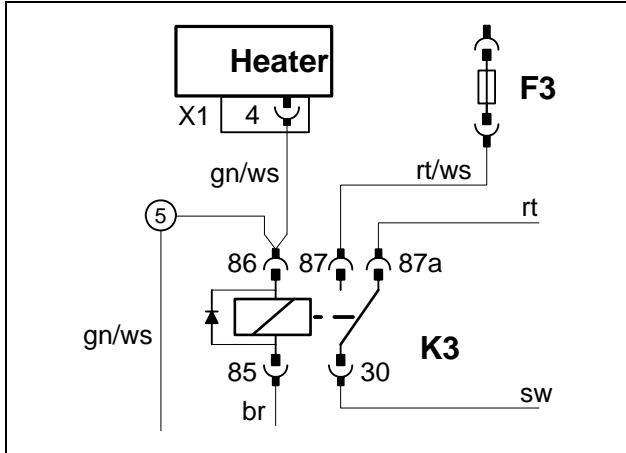 Heater
X1 4
F3
gn/ws
rt/ws
rt
5
86 87 87a
gn/ws
K3
85 30
br
sw